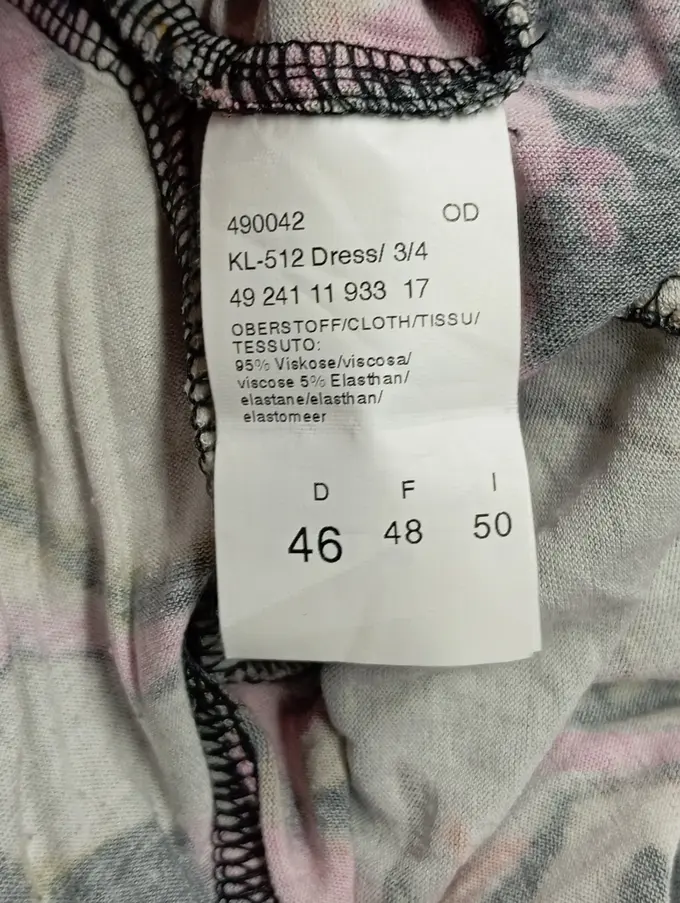 490042 OD
KL-512 Dress/ 3/4
49 241 11 933 17
OBERSTOFF/CLOTH/TISSU/
TESSUTO:
95% Viskose/viscosa/
viscose 5% Elasthan/
elastane/elasthan/
elastomeer
D F I
46 48 50